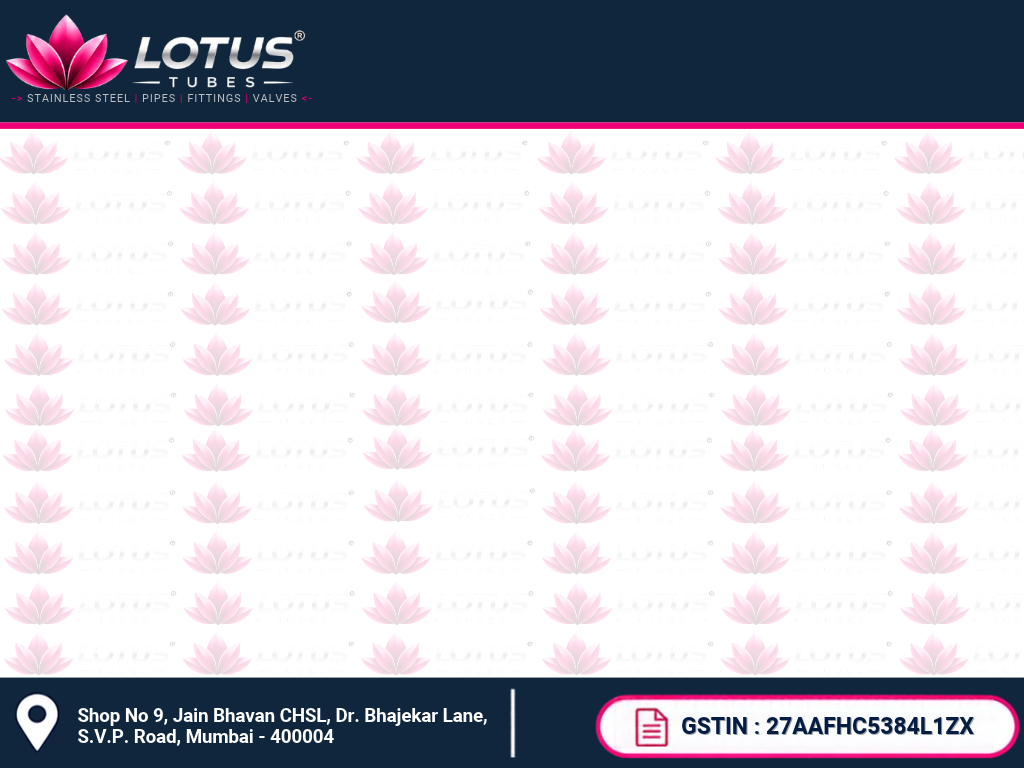 LOTUS®
TUBES
-> STAINLESS STEEL | PIPES | FITTINGS | VALVES <-
Shop No 9, Jain Bhavan CHSL, Dr. Bhajekar Lane,
S.V.P. Road, Mumbai - 400004
GSTIN : 27AAFHC5384L1ZX